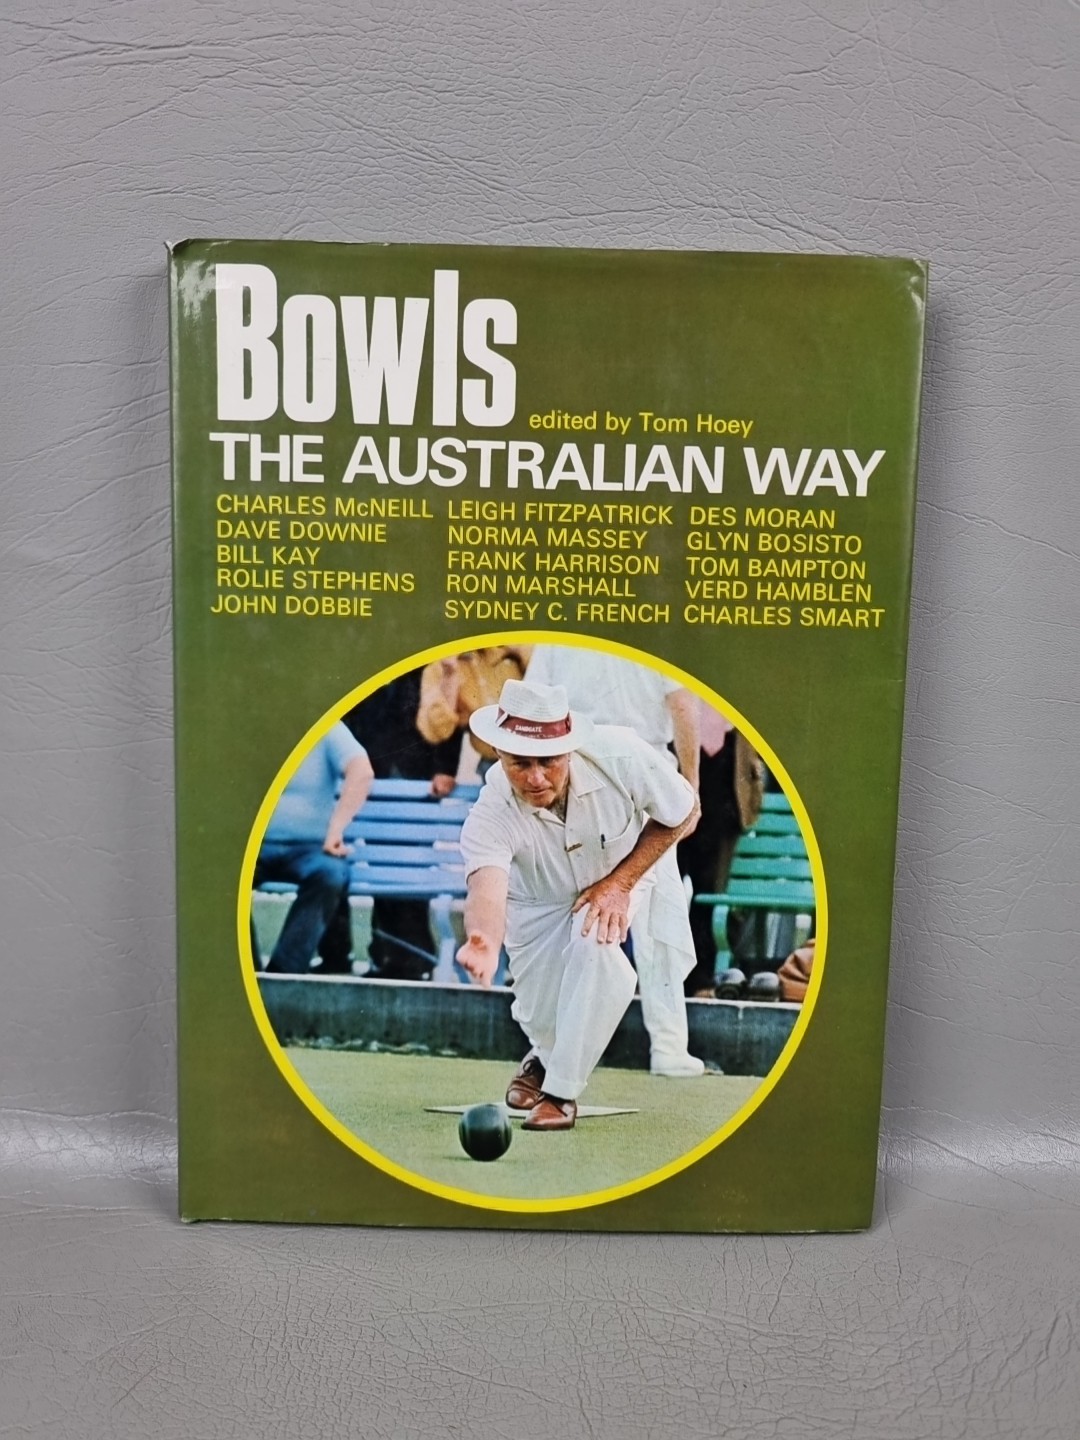 Bowls
edited by Tom Hoey
THE AUSTRALIAN WAY
CHARLES McNEILL
DAVE DOWNIE
BILL KAY
ROLIE STEPHENS
JOHN DOBBIE
LEIGH FITZPATRICK
NORMA MASSEY
FRANK HARRISON
RON MARSHALL
SYDNEY C. FRENCH
DES MORAN
GLYN BOSISTO
TOM BAMPTON
VERD HAMBLEN
CHARLES SMART